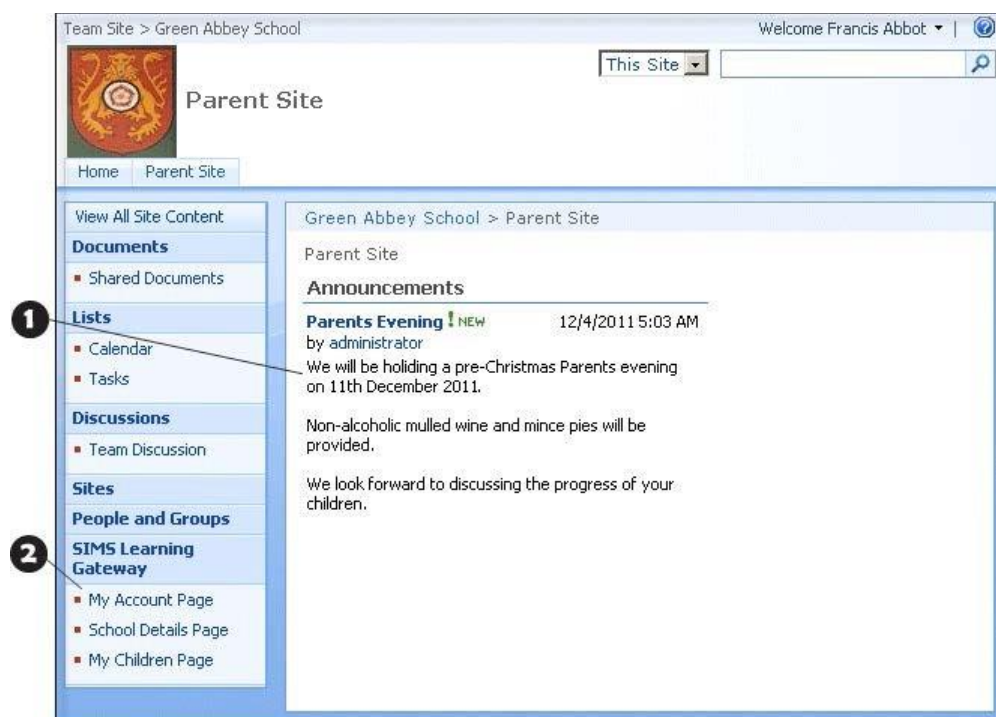 Team Site > Green Abbey School
Welcome Francis Abbot
This Site
Parent Site
Home Parent Site
View All Site Content
Documents
Shared Documents
Lists
Calendar
Tasks
Discussions
Team Discussion
Sites
People and Groups
SIMS Learning
Gateway
My Account Page
School Details Page
My Children Page
Green Abbey School > Parent Site
Parent Site
Announcements
Parents Evening ! NEW 12/4/2011 5:03 AM
by administrator
We will be holiding a pre-Christmas Parents evening
on 11th December 2011.
Non-alcoholic mulled wine and mince pies will be
provided.
We look forward to discussing the progress of your
children.
1
2